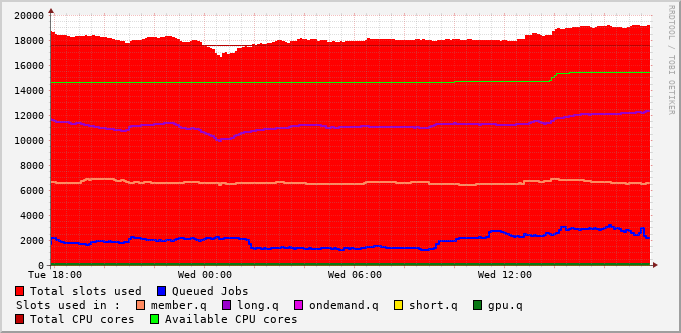 20000
18000
16000
14000
12000
10000
8000
6000
4000
2000
0
Tue 18:00 Wed 00:00 Wed 06:00 Wed 12:00
RRDTOOL / TOBI OETIKER
Total slots used Queued Jobs
Slots used in : member.q long.q ondemand.q short.q gpu.q
Total CPU cores Available CPU cores